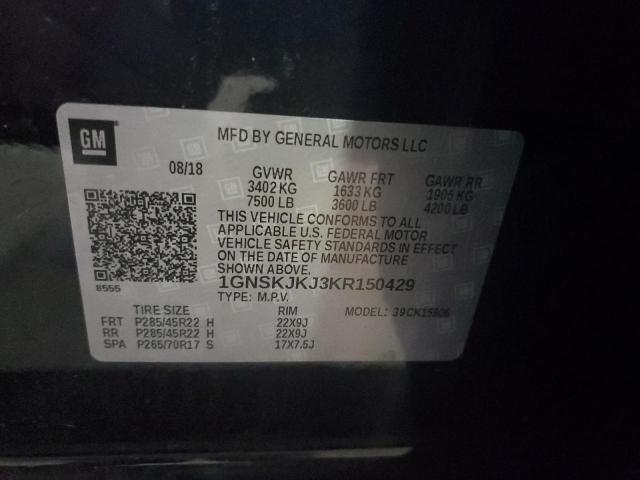 GM
MFD BY GENERAL MOTORS LLC
08/18 GVWR GAWR FRT GAWR RR
3402 KG 1633 KG 1905 KG
7500 LB 3600 LB 4200 LB
THIS VEHICLE CONFORMS TO ALL
APPLICABLE U.S. FEDERAL MOTOR
VEHICLE SAFETY STANDARDS IN EFFECT
ON THE DATE OF MANUFACTURE
SHOWN ABOVE.
8555
1GNSKJKJ3KR150429
TYPE: M.P.V. MODEL: 39CK15906
TIRE SIZE RIM
FRT P285/45R22 H 22X9J
RR P285/45R22 H 22X9J
SPA P265/70R17 S 17X7.5J